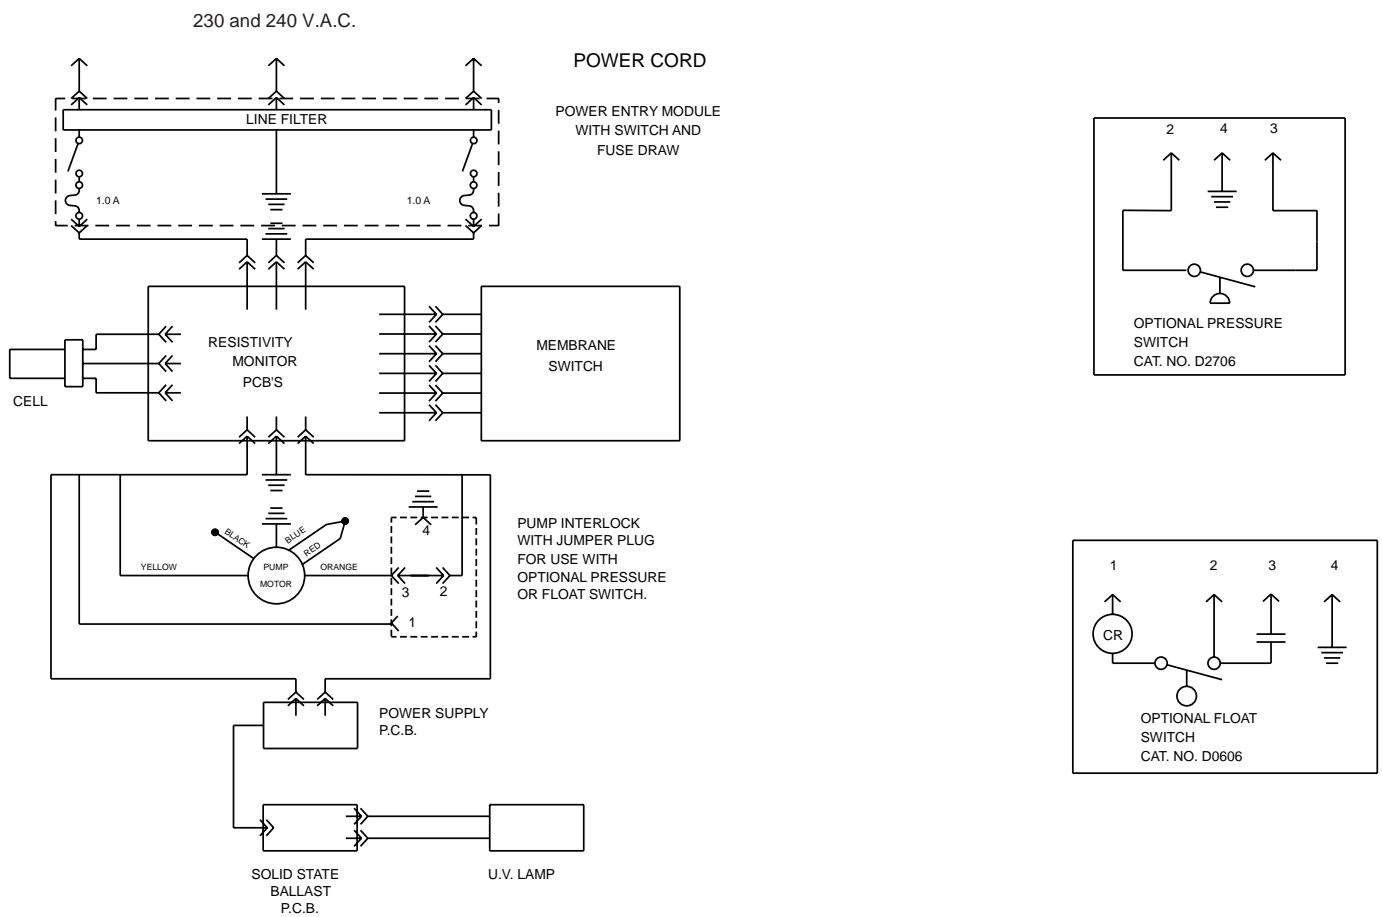 230 and 240 V.A.C.
POWER CORD
POWER ENTRY MODULE
WITH SWITCH AND
FUSE DRAW
LINE FILTER
1.0 A
1.0 A
RESISTIVITY
MONITOR
PCB'S
MEMBRANE
SWITCH
CELL
BLACK
BLUE
RED
YELLOW
PUMP
MOTOR
ORANGE
4
3
2
1
PUMP INTERLOCK
WITH JUMPER PLUG
FOR USE WITH
OPTIONAL PRESSURE
OR FLOAT SWITCH.
POWER SUPPLY
P.C.B.
SOLID STATE
BALLAST
P.C.B.
U.V. LAMP
2 4 3
OPTIONAL PRESSURE
SWITCH
CAT. NO. D2706
1 2 3 4
CR
OPTIONAL FLOAT
SWITCH
CAT. NO. D0606